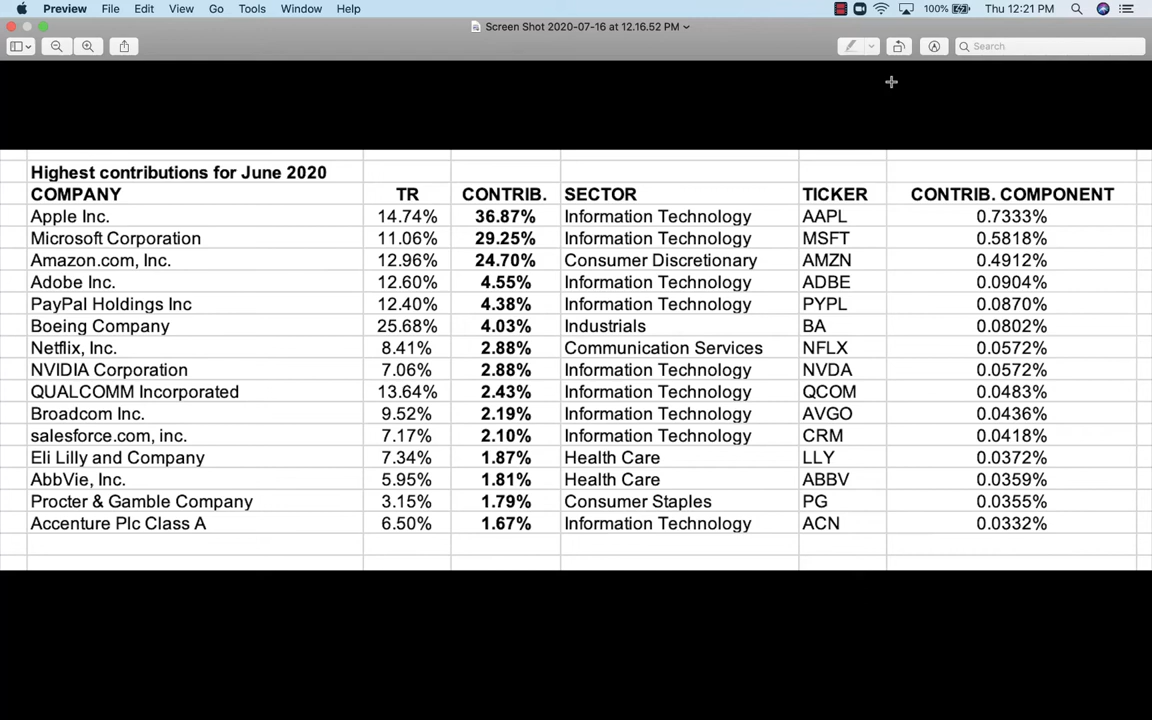 Preview File Edit View Go Tools Window Help 100% Thu 12:21 PM
Screen Shot 2020-07-16 at 12.16.52 PM
Search
Highest contributions for June 2020
COMPANY TR CONTRIB. SECTOR TICKER CONTRIB. COMPONENT
Apple Inc. 14.74% 36.87% Information Technology AAPL 0.7333%
Microsoft Corporation 11.06% 29.25% Information Technology MSFT 0.5818%
Amazon.com, Inc. 12.96% 24.70% Consumer Discretionary AMZN 0.4912%
Adobe Inc. 12.60% 4.55% Information Technology ADBE 0.0904%
PayPal Holdings Inc 12.40% 4.38% Information Technology PYPL 0.0870%
Boeing Company 25.68% 4.03% Industrials BA 0.0802%
Netflix, Inc. 8.41% 2.88% Communication Services NFLX 0.0572%
NVIDIA Corporation 7.06% 2.88% Information Technology NVDA 0.0572%
QUALCOMM Incorporated 13.64% 2.43% Information Technology QCOM 0.0483%
Broadcom Inc. 9.52% 2.19% Information Technology AVGO 0.0436%
salesforce.com, inc. 7.17% 2.10% Information Technology CRM 0.0418%
Eli Lilly and Company 7.34% 1.87% Health Care LLY 0.0372%
AbbVie, Inc. 5.95% 1.81% Health Care ABBV 0.0359%
Procter & Gamble Company 3.15% 1.79% Consumer Staples PG 0.0355%
Accenture Plc Class A 6.50% 1.67% Information Technology ACN 0.0332%